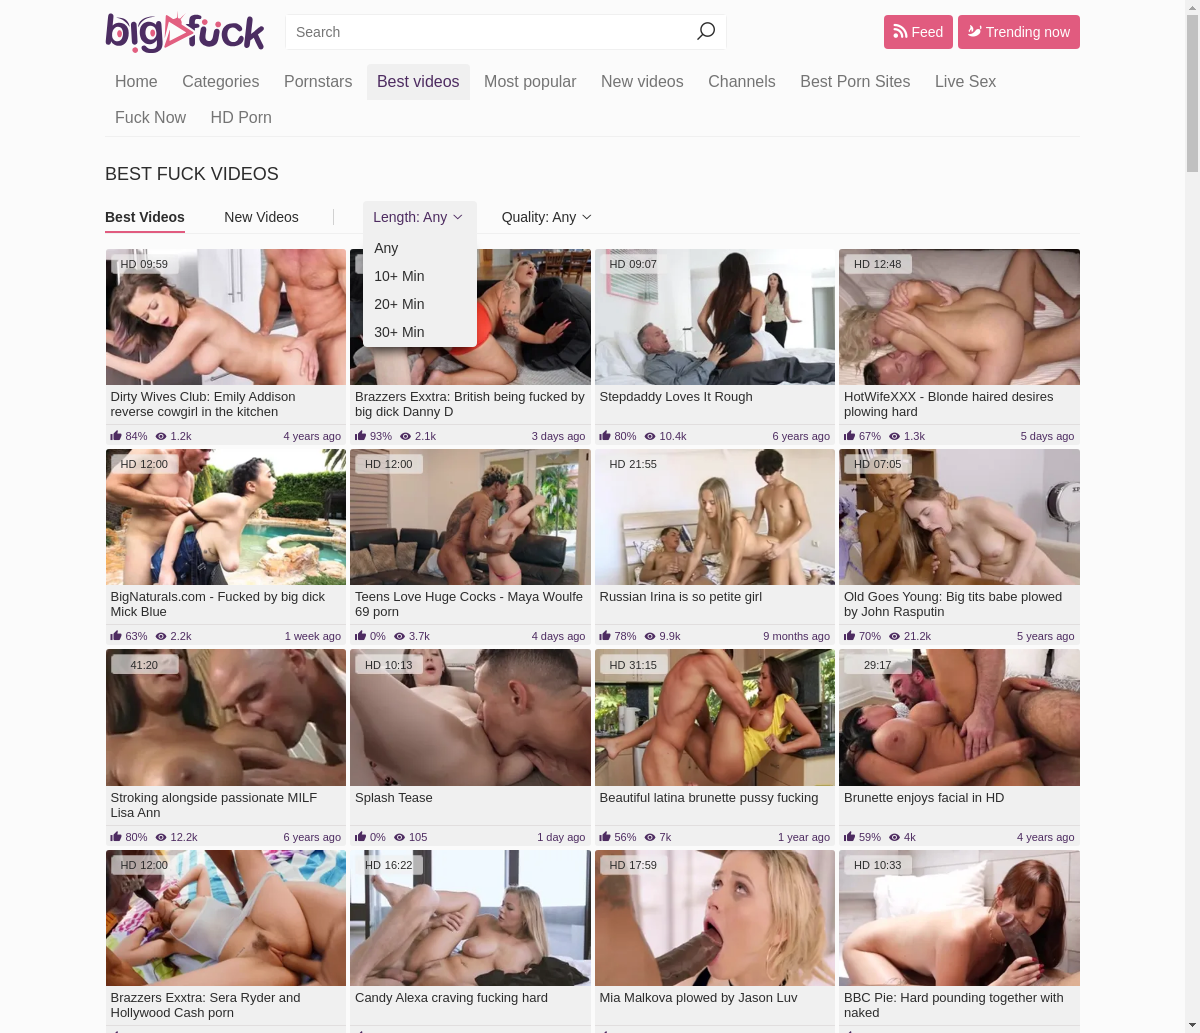 bigfuck
Search
Feed
Trending now
Home Categories Pornstars Best videos Most popular New videos Channels Best Porn Sites Live Sex
Fuck Now HD Porn
BEST FUCK VIDEOS
Best Videos New Videos Length: Any Quality: Any
Any
10+ Min
20+ Min
30+ Min
HD 09:59
HD 09:07
HD 12:48
Dirty Wives Club: Emily Addison
reverse cowgirl in the kitchen
84% 1.2k 4 years ago
Brazzers Exxtra: British being fucked by
big dick Danny D
93% 2.1k 3 days ago
Stepdaddy Loves It Rough
80% 10.4k 6 years ago
HotWifeXXX - Blonde haired desires
plowing hard
67% 1.3k 5 days ago
HD 12:00
HD 12:00
HD 21:55
HD 07:05
BigNaturals.com - Fucked by big dick
Mick Blue
63% 2.2k 1 week ago
Teens Love Huge Cocks - Maya Woulfe
69 porn
0% 3.7k 4 days ago
Russian Irina is so petite girl
78% 9.9k 9 months ago
Old Goes Young: Big tits babe plowed
by John Rasputin
70% 21.2k 5 years ago
41:20
HD 10:13
HD 31:15
29:17
Stroking alongside passionate MILF
Lisa Ann
80% 12.2k 6 years ago
Splash Tease
0% 105 1 day ago
Beautiful latina brunette pussy fucking
56% 7k 1 year ago
Brunette enjoys facial in HD
59% 4k 4 years ago
HD 12:00
HD 16:22
HD 17:59
HD 10:33
Brazzers Exxtra: Sera Ryder and
Hollywood Cash porn
Candy Alexa craving fucking hard
Mia Malkova plowed by Jason Luv
BBC Pie: Hard pounding together with
naked